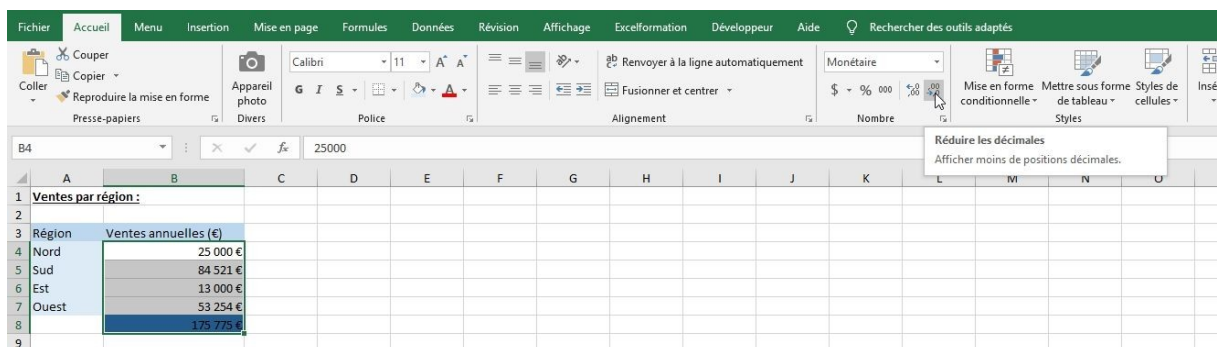 Fichier Accueil Menu Insertion Mise en page Formules Données Révision Affichage Excelformation Développeur Aide Rechercher des outils adaptés
Coller
Couper
Copier
Reproduire la mise en forme
Presse-papiers
Appareil photo
Divers
Calibri 11 A A
G I S A
Police
Renvoyer à la ligne automatiquement
Fusionner et centrer
Alignement
Monétaire
$ % 000
Nombre
Mise en forme conditionnelle
Mettre sous forme de tableau
Styles de cellules
Styles
Insé
Réduire les décimales
Afficher moins de positions décimales.
B4 fx 25000
A B C D E F G H I J K L M N O
1 Ventes par région :
2
3 Région Ventes annuelles (€)
4 Nord 25 000 €
5 Sud 84 521 €
6 Est 13 000 €
7 Ouest 53 254 €
8 175 775 €
9